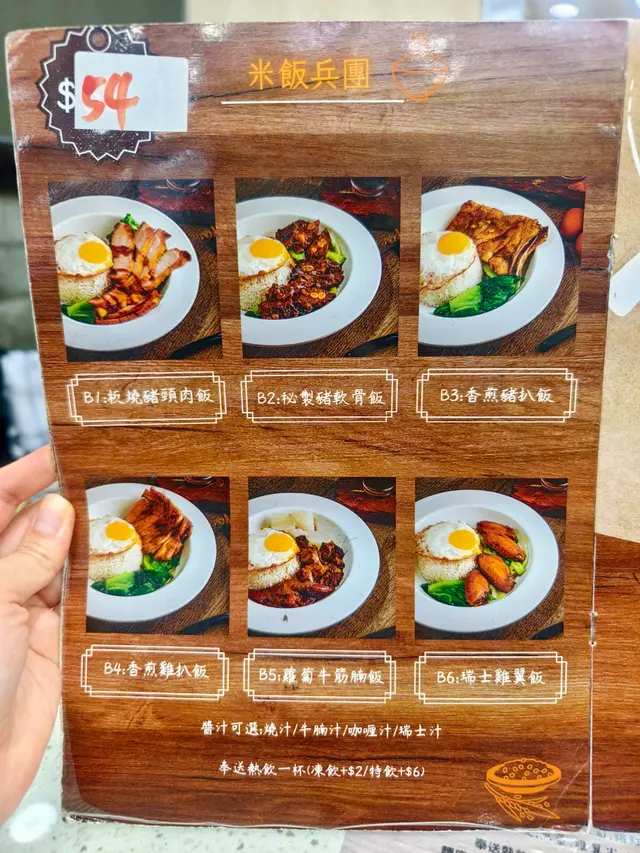 $54
米飯兵團
B1:板燒豬頸肉飯
B2:秘製豬軟骨飯
B3:香煎豬扒飯
B4:香煎雞扒飯
B5:蘿蔔牛筋腩飯
B6:瑞士雞翼飯
醬汁可選:燒汁/牛腩汁/咖喱汁/瑞士汁
奉送熱飲一杯(凍飲+$2/特飲+$6)